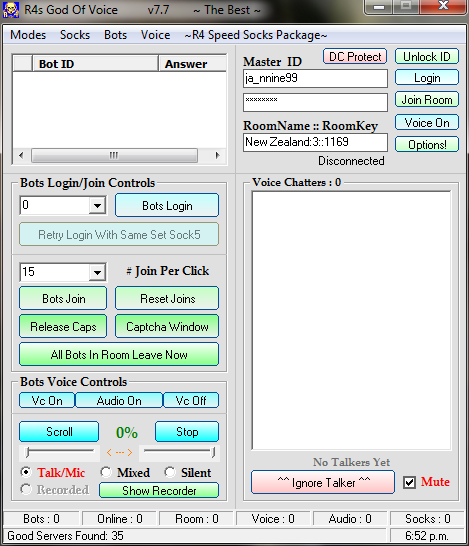 R4s God Of Voice v7.7 ~ The Best ~
Modes Socks Bots Voice ~R4 Speed Socks Package~
Bot ID Answer
Master ID DC Protect Unlock ID
ja_nnine99 Login
xxxxxxxx Join Room
RoomName :: RoomKey Voice On
New Zealand:3::1169 Options!
Disconnected
Bots Login/Join Controls
0 Bots Login
Retry Login With Same Set Sock5
15 # Join Per Click
Bots Join Reset Joins
Release Caps Captcha Window
All Bots In Room Leave Now
Bots Voice Controls
Vc On Audio On Vc Off
Scroll 0% Stop
< --- >
Talk/Mic Mixed Silent
Recorded Show Recorder
Voice Chatters : 0
No Talkers Yet
^^ Ignore Talker ^^ Mute
Bots : 0 Online : 0 Room : 0 Voice : 0 Audio : 0 Socks : 0
Good Servers Found: 35 6:52 p.m.